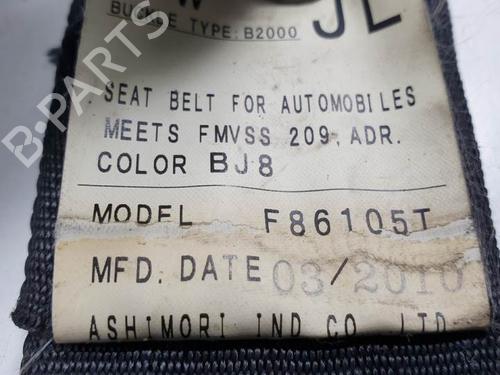 JL
TYPE:B2000
SEAT BELT FOR AUTOMOBILES
MEETS FMVSS 209, ADR.
COLOR BJ8
MODEL F86105T
MFD. DATE 03/2010
ASHIMORI IND CO. LTD.
B-PARTS